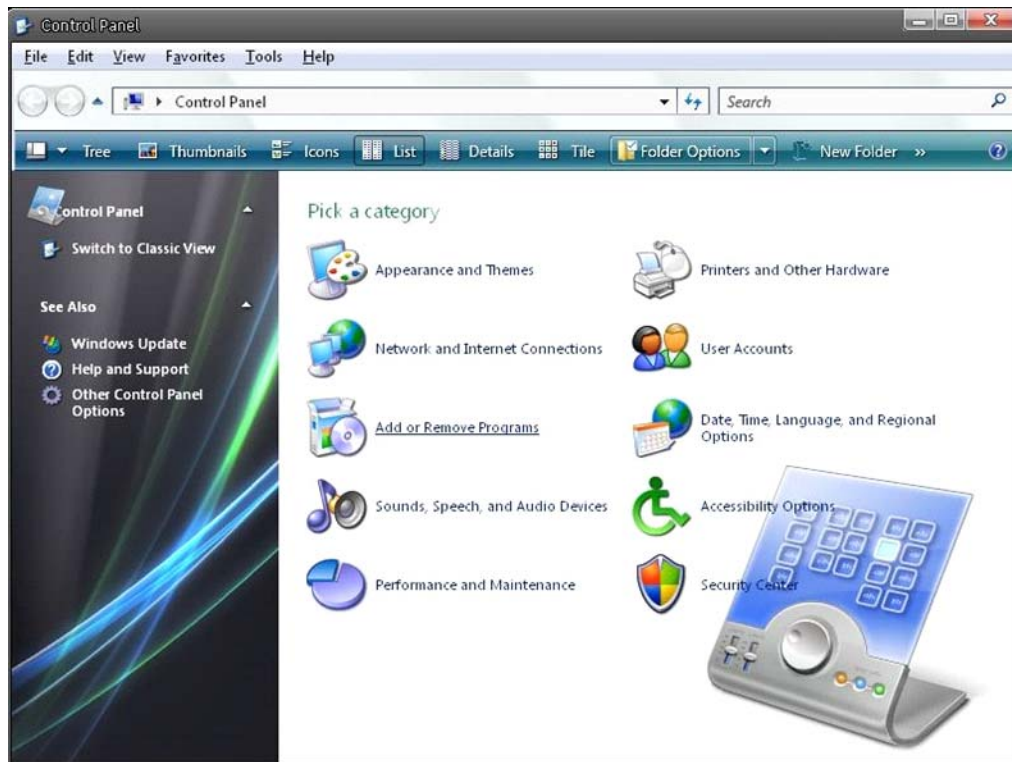 Control Panel
File Edit View Favorites Tools Help
Control Panel Search
Tree Thumbnails Icons List Details Tile Folder Options New Folder »
Control Panel
Switch to Classic View
See Also
Windows Update
Help and Support
Other Control Panel
Options
Pick a category
Appearance and Themes
Printers and Other Hardware
Network and Internet Connections
User Accounts
Add or Remove Programs
Date, Time, Language, and Regional
Options
Sounds, Speech, and Audio Devices
Accessibility Options
Performance and Maintenance
Security Center